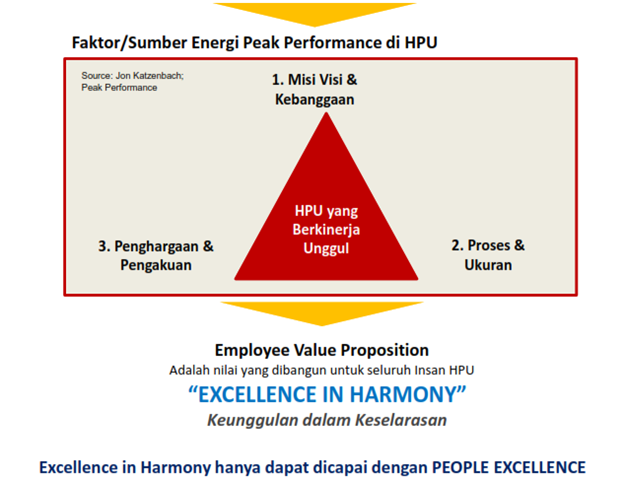 Faktor/Sumber Energi Peak Performance di HPU
Source: Jon Katzenbach;
Peak Performance
1. Misi Visi &
Kebanggaan
HPU yang
Berkinerja
Unggul
3. Penghargaan &
Pengakuan
2. Proses &
Ukuran
Employee Value Proposition
Adalah nilai yang dibangun untuk seluruh Insan HPU
“EXCELLENCE IN HARMONY”
Keunggulan dalam Keselarasan
Excellence in Harmony hanya dapat dicapai dengan PEOPLE EXCELLENCE